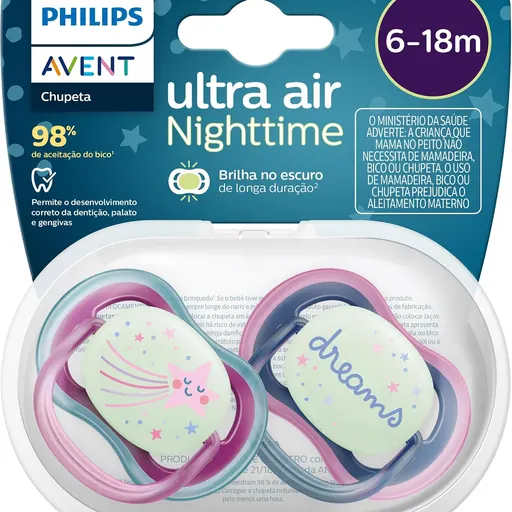 PHILIPS
AVENT
Chupeta
98%
de aceitação do bico¹
Permite o desenvolvimento
correto da dentição, palato
e gengivas
ultra air
Nighttime
Brilha no escuro
de longa duração²
6-18m
O MINISTÉRIO DA SAÚDE
ADVERTE: A CRIANÇA QUE
MAMA NO PEITO NÃO
NECESSITA DE MAMADEIRA,
BICO OU CHUPETA. O USO
DE MAMADEIRA, BICO OU
CHUPETA PREJUDICA O
ALEITAMENTO MATERNO
dreams